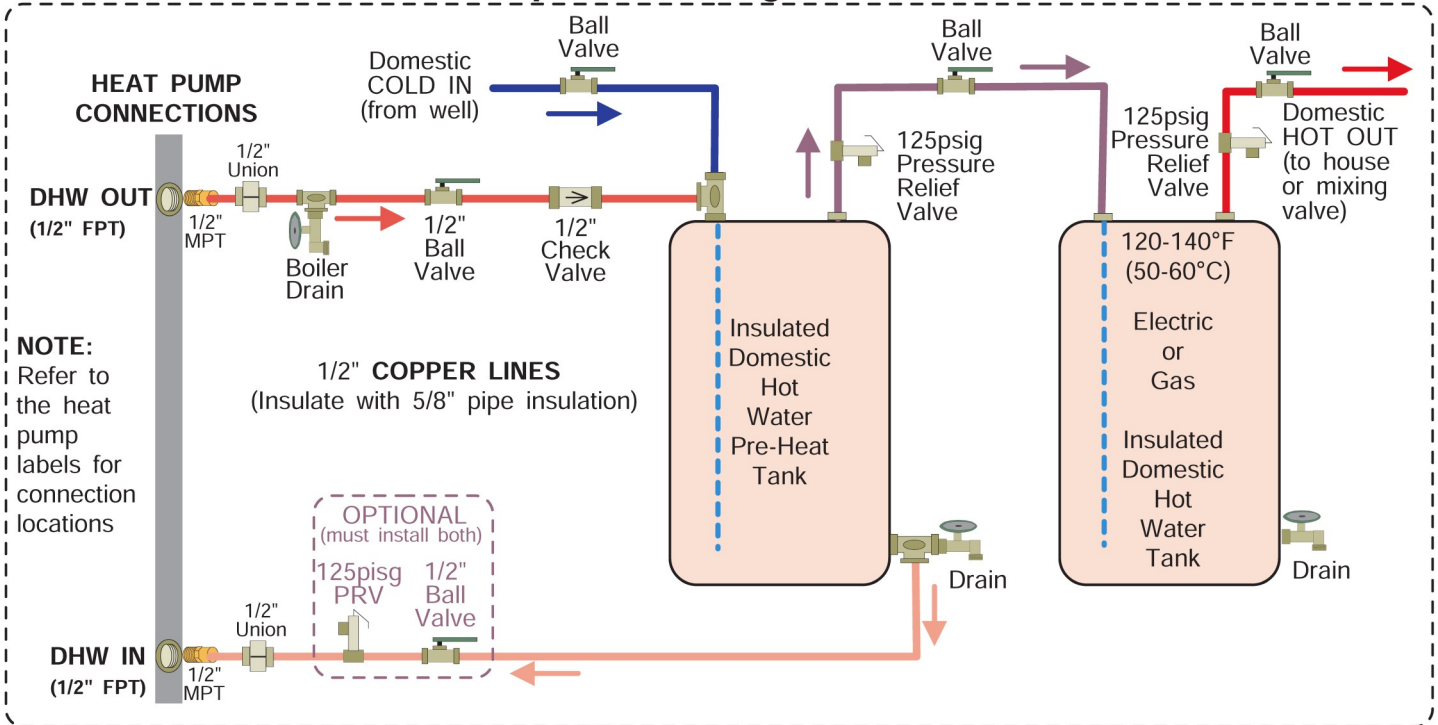 HEAT PUMP
CONNECTIONS
Domestic
COLD IN
(from well)
Ball
Valve
Ball
Valve
Ball
Valve
125psig
Pressure
Relief
Valve
125psig
Pressure
Relief
Valve
Domestic
HOT OUT
(to house
or mixing
valve)
DHW OUT
(1/2" FPT)
1/2"
MPT
1/2"
Union
Boiler
Drain
1/2"
Ball
Valve
1/2"
Check
Valve
NOTE:
Refer to
the heat
pump
labels for
connection
locations
1/2" COPPER LINES
(Insulate with 5/8" pipe insulation)
Insulated
Domestic
Hot
Water
Pre-Heat
Tank
120-140°F
(50-60°C)
Electric
or
Gas
Insulated
Domestic
Hot
Water
Tank
Drain
Drain
OPTIONAL
(must install both)
125pisg
PRV
1/2"
Ball
Valve
DHW IN
(1/2" FPT)
1/2"
MPT
1/2"
Union